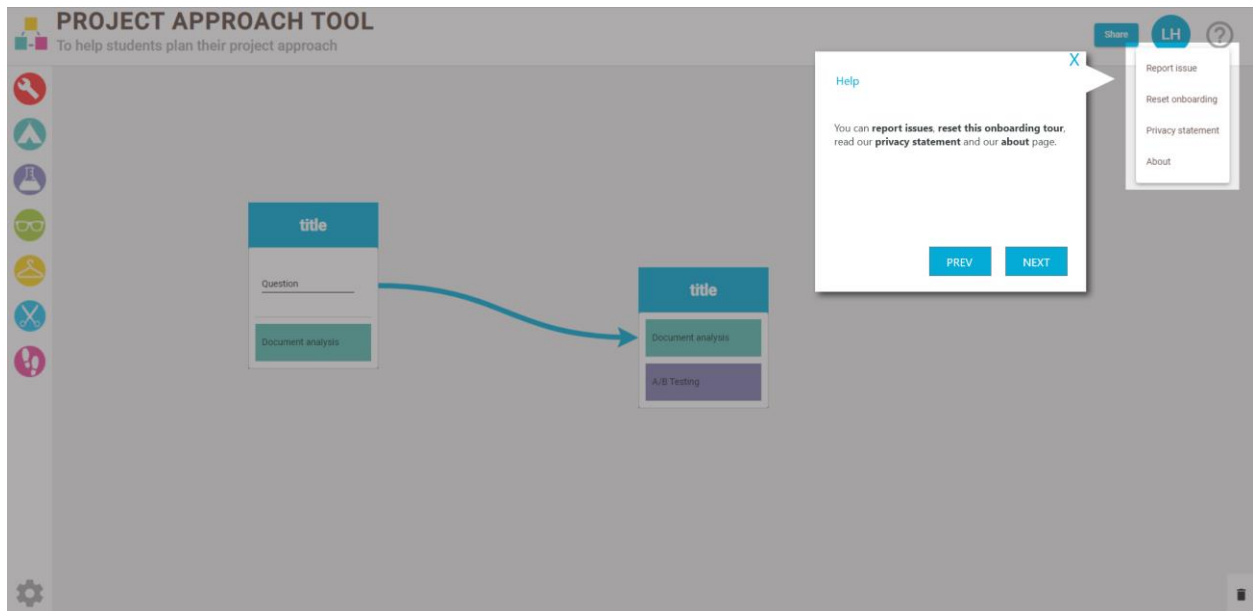 PROJECT APPROACH TOOL
To help students plan their project approach
Share
LH
?
X
Help
You can report issues, reset this onboarding tour,
read our privacy statement and our about page.
PREV
NEXT
Report issue
Reset onboarding
Privacy statement
About
title
Question
Document analysis
title
Document analysis
A/B Testing